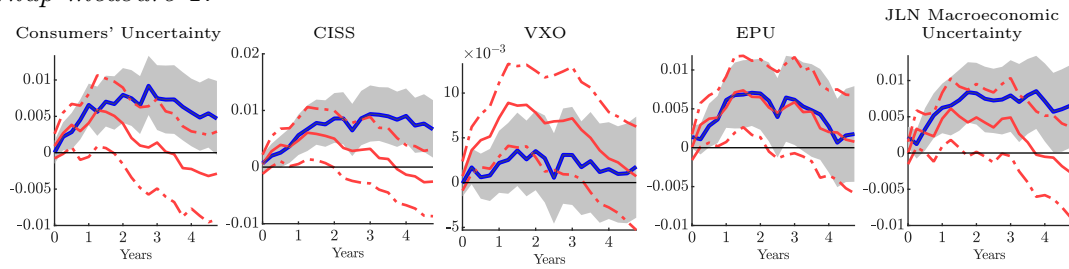 Consumers' Uncertainty
0.01
0.005
0
-0.005
-0.01
0 1 2 3 4
Years
CISS
0.02
0.01
0
0.01
0 1 2 3 4
Years
VXO
×10⁻³
10
5
0
-5
0 1 2 3 4
Years
EPU
0.01
0.005
0
-0.005
-0.01
0 1 2 3 4
Years
JLN Macroeconomic
Uncertainty
0.01
0.005
0
-0.005
-0.01
0 1 2 3 4
Years